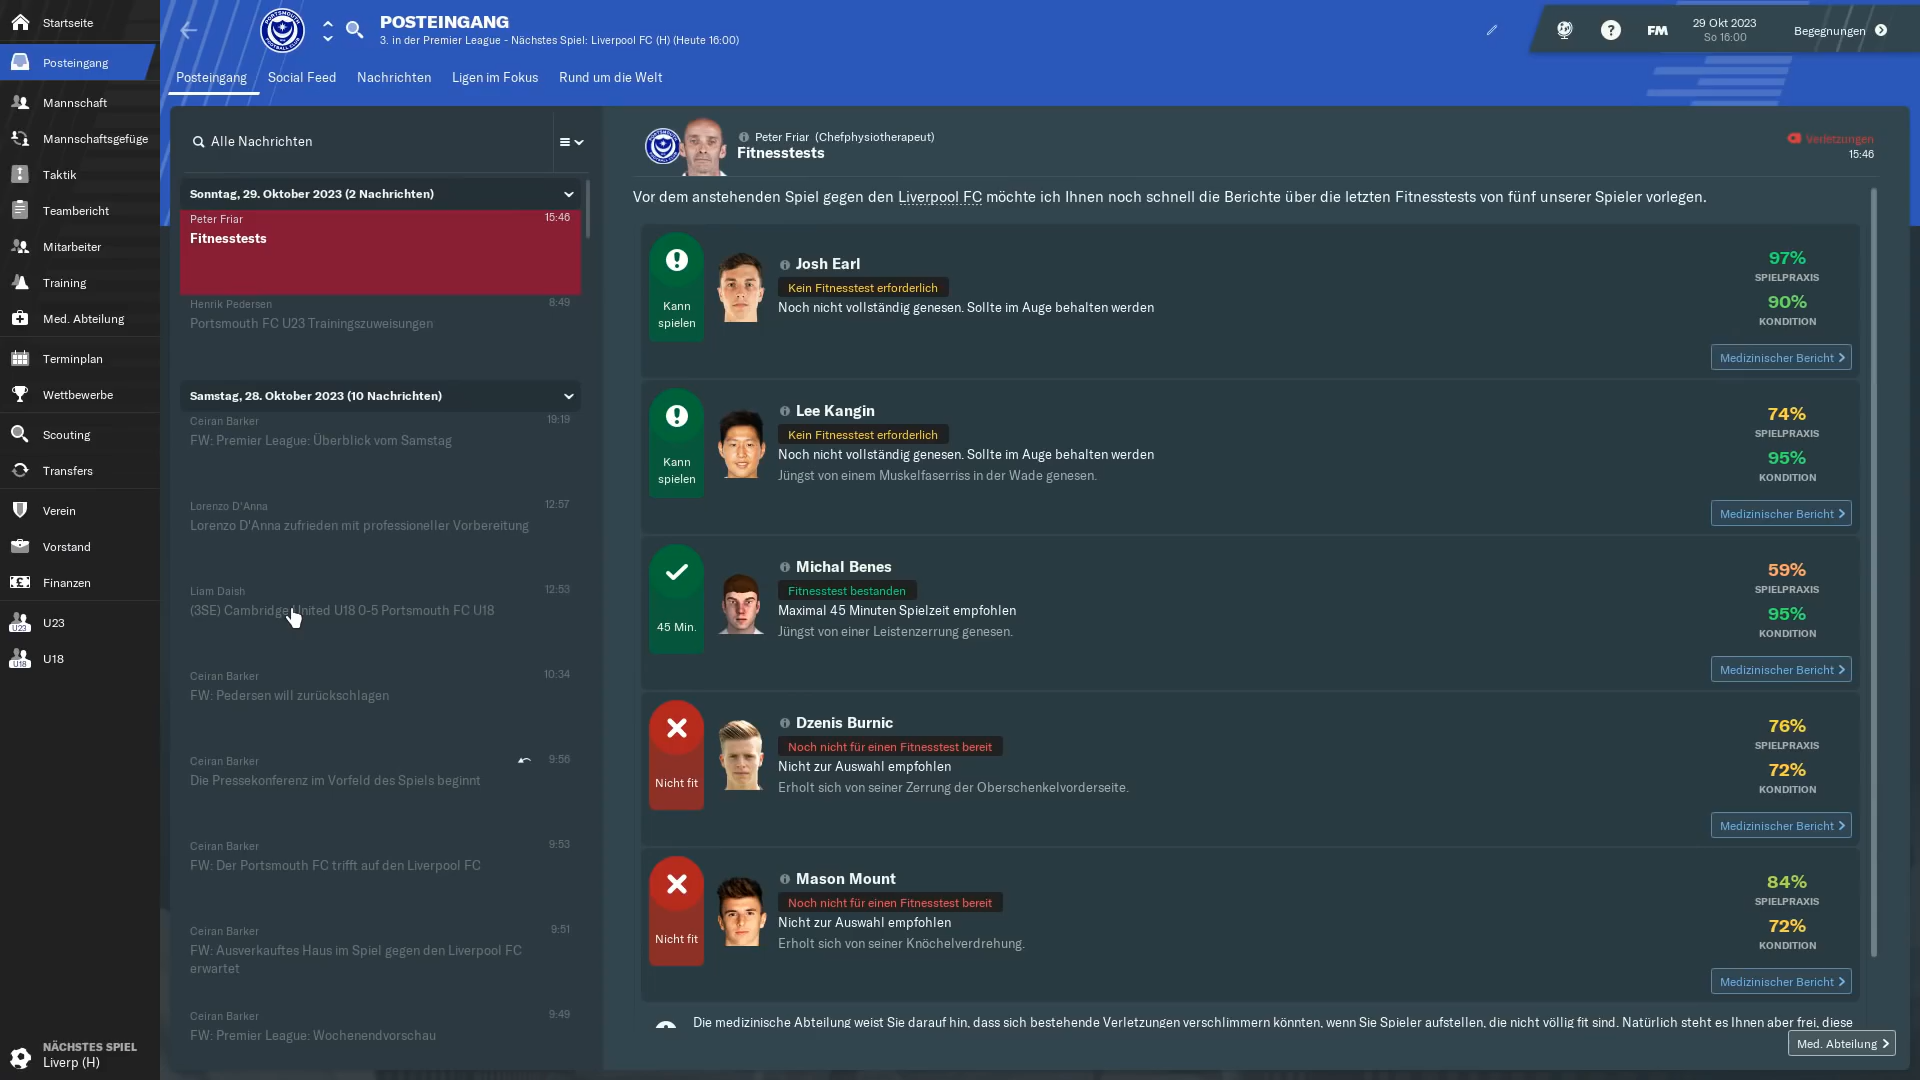 Startseite
Posteingang
Mannschaft
Mannschaftsgefüge
Taktik
Teambericht
Mitarbeiter
Training
Med. Abteilung
Terminplan
Wettbewerbe
Scouting
Transfers
Verein
Vorstand
Finanzen
U23
U23
U18
U18
NÄCHSTES SPIEL
Liverp (H)
POSTEINGANG
3. in der Premier League - Nächstes Spiel: Liverpool FC (H) (Heute 16:00)
FM
29 Okt 2023
So 16:00
Begegnungen
Posteingang Social Feed Nachrichten Ligen im Fokus Rund um die Welt
Alle Nachrichten
Sonntag, 29. Oktober 2023 (2 Nachrichten)
Peter Friar 15:46
Fitnesstests
Henrik Pedersen 8:49
Portsmouth FC U23 Trainingszuweisungen
Samstag, 28. Oktober 2023 (10 Nachrichten)
Ceiran Barker 19:19
FW: Premier League: Überblick vom Samstag
Lorenzo D'Anna 12:57
Lorenzo D'Anna zufrieden mit professioneller Vorbereitung
Liam Daish 12:53
(3SE) Cambridge United U18 0-5 Portsmouth FC U18
Ceiran Barker 10:34
FW: Pedersen will zurückschlagen
Ceiran Barker 9:56
Die Pressekonferenz im Vorfeld des Spiels beginnt
Ceiran Barker 9:53
FW: Der Portsmouth FC trifft auf den Liverpool FC
Ceiran Barker 9:51
FW: Ausverkauftes Haus im Spiel gegen den Liverpool FC
erwartet
Ceiran Barker 9:49
FW: Premier League: Wochenendvorschau
Peter Friar (Chefphysiotherapeut)
Fitnesstests
Verletzungen
15:46
Vor dem anstehenden Spiel gegen den Liverpool FC möchte ich Ihnen noch schnell die Berichte über die letzten Fitnesstests von fünf unserer Spieler vorlegen.
Kann
spielen
Josh Earl
Kein Fitnesstest erforderlich
Noch nicht vollständig genesen. Sollte im Auge behalten werden
97%
SPIELPRAXIS
90%
KONDITION
Medizinischer Bericht
Kann
spielen
Lee Kangin
Kein Fitnesstest erforderlich
Noch nicht vollständig genesen. Sollte im Auge behalten werden
Jüngst von einem Muskelfaserriss in der Wade genesen.
74%
SPIELPRAXIS
95%
KONDITION
Medizinischer Bericht
45 Min.
Michal Benes
Fitnesstest bestanden
Maximal 45 Minuten Spielzeit empfohlen
Jüngst von einer Leistenzerrung genesen.
59%
SPIELPRAXIS
95%
KONDITION
Medizinischer Bericht
Nicht fit
Dzenis Burnic
Noch nicht für einen Fitnesstest bereit
Nicht zur Auswahl empfohlen
Erholt sich von seiner Zerrung der Oberschenkelvorderseite.
76%
SPIELPRAXIS
72%
KONDITION
Medizinischer Bericht
Nicht fit
Mason Mount
Noch nicht für einen Fitnesstest bereit
Nicht zur Auswahl empfohlen
Erholt sich von seiner Knöchelverdrehung.
84%
SPIELPRAXIS
72%
KONDITION
Medizinischer Bericht
Die medizinische Abteilung weist Sie darauf hin, dass sich bestehende Verletzungen verschlimmern könnten, wenn Sie Spieler aufstellen, die nicht völlig fit sind. Natürlich steht es Ihnen aber frei, diese
Med. Abteilung